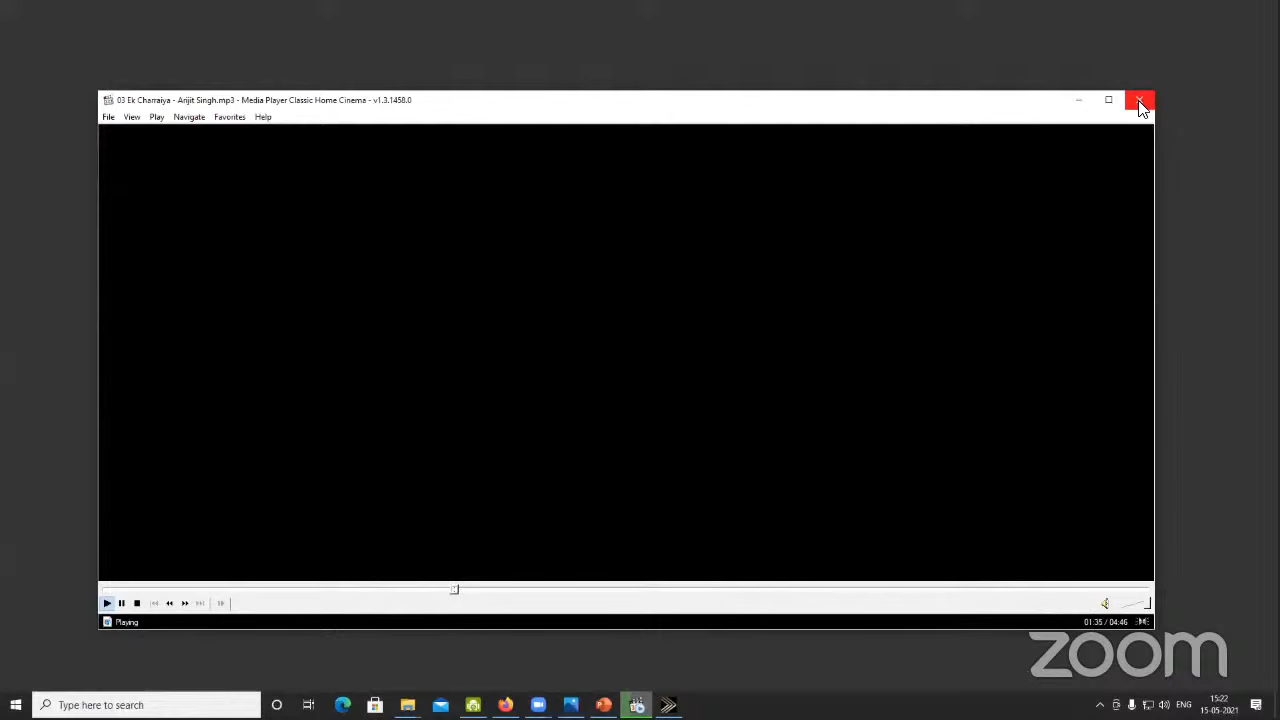 03 Ek Charraiya - Arijit Singh.mp3 - Media Player Classic Home Cinema - v1.3.1458.0
File View Play Navigate Favorites Help
Playing
01:35 / 04:46
zoom
Type here to search
ENG
15:22
15-05-2021